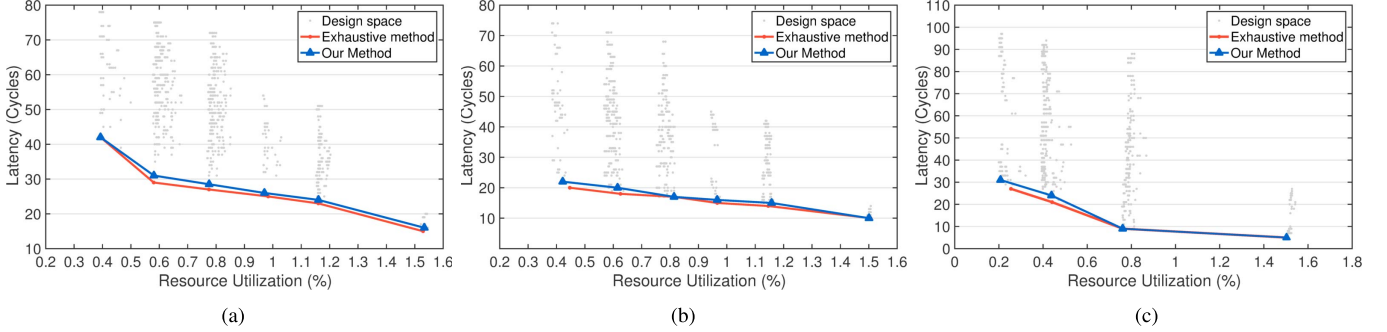 80
70
60
50
40
30
20
10
Latency (Cycles)
Design space
Exhaustive method
Our Method
0.2 0.3 0.4 0.5 0.6 0.7 0.8 0.9 1 1.1 1.2 1.3 1.4 1.5 1.6
Resource Utilization (%)
(a)
80
70
60
50
40
30
20
10
Latency (Cycles)
Design space
Exhaustive method
Our Method
0.2 0.3 0.4 0.5 0.6 0.7 0.8 0.9 1 1.1 1.2 1.3 1.4 1.5 1.6
Resource Utilization (%)
(b)
110
100
90
80
70
60
50
40
30
20
10
0
Latency (Cycles)
Design space
Exhaustive method
Our Method
0 0.2 0.4 0.6 0.8 1 1.2 1.4 1.6 1.8
Resource Utilization (%)
(c)